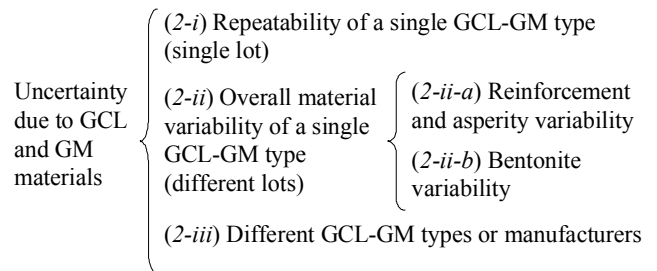 Uncertainty
due to GCL
and GM
materials
(2-i) Repeatability of a single GCL-GM type
(single lot)
(2-ii) Overall material
variability of a single
GCL-GM type
(different lots)
(2-ii-a) Reinforcement
and asperity variability
(2-ii-b) Bentonite
variability
(2-iii) Different GCL-GM types or manufacturers